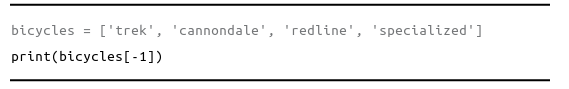 bicycles = ['trek', 'cannondale', 'redline', 'specialized']
print(bicycles[-1])